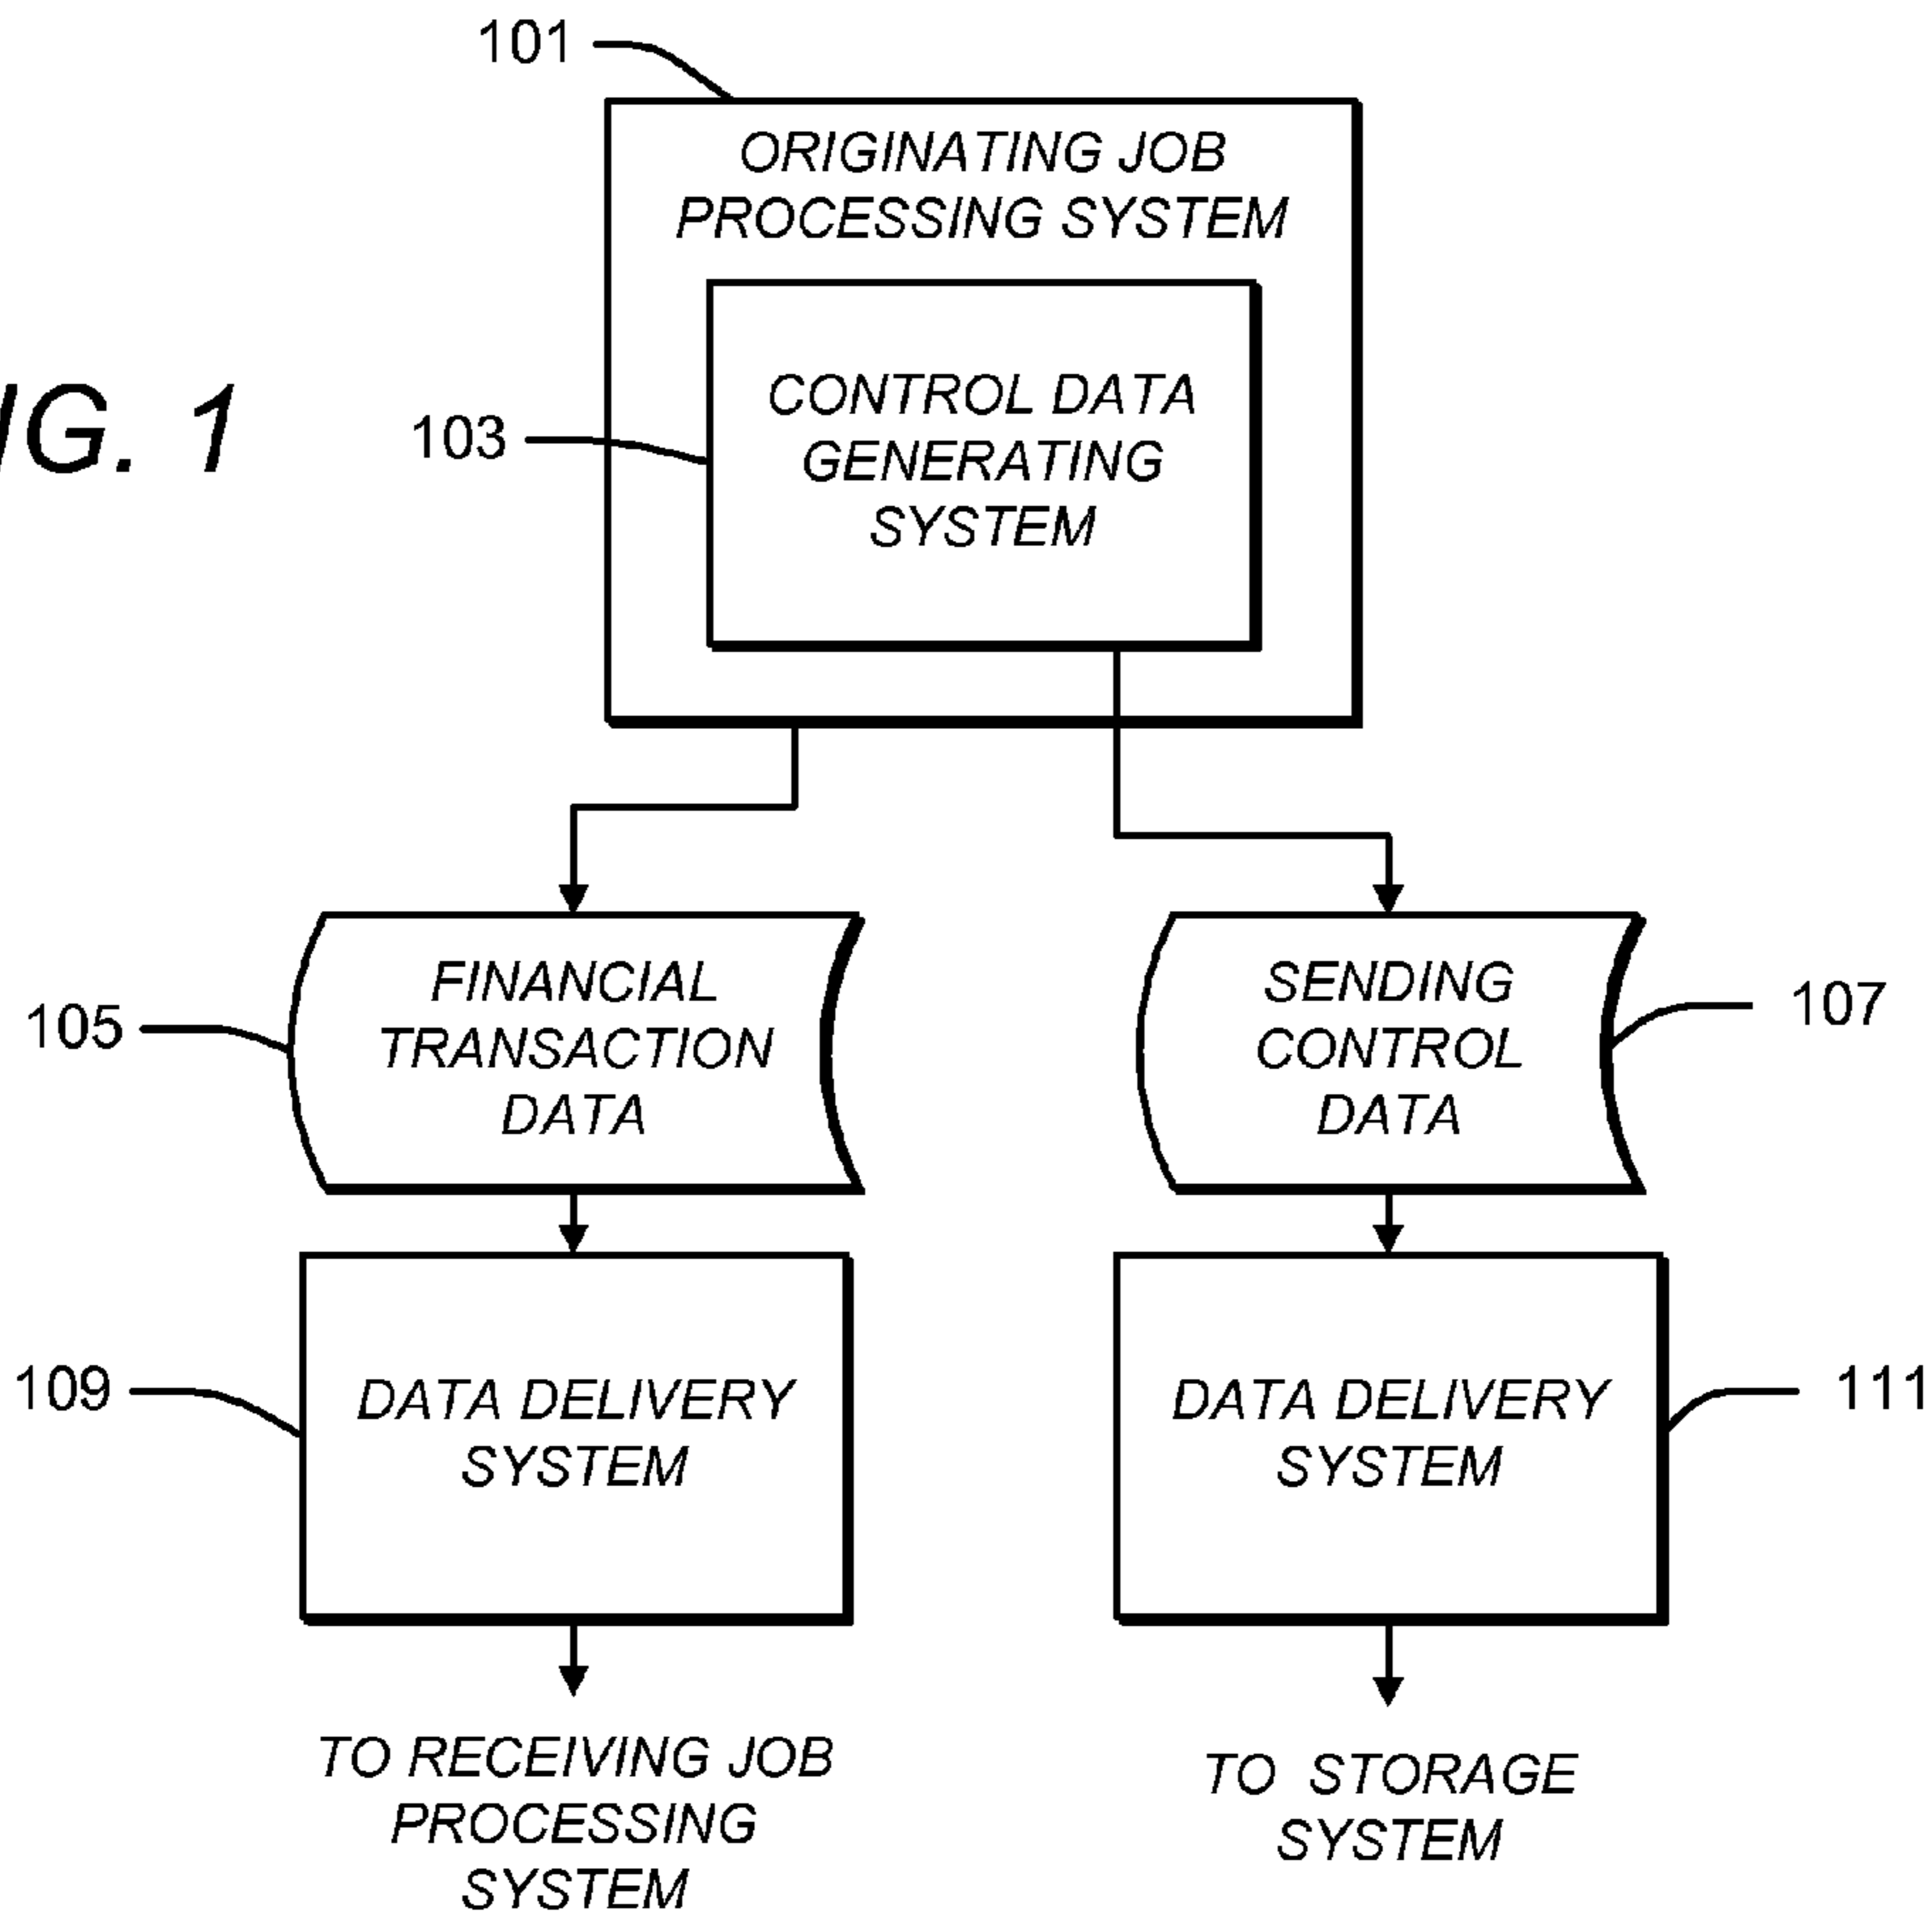 101
ORIGINATING JOB
PROCESSING SYSTEM
IG. 1
103
CONTROL DATA
GENERATING
SYSTEM
105
FINANCIAL
TRANSACTION
DATA
SENDING
CONTROL
DATA
107
109
DATA DELIVERY
SYSTEM
DATA DELIVERY
SYSTEM
111
TO RECEIVING JOB
PROCESSING
SYSTEM
TO STORAGE
SYSTEM